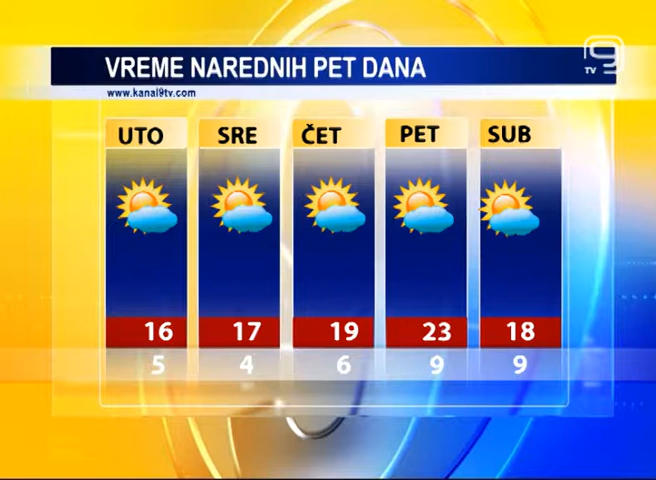 VREME NAREDNIH PET DANA
9
TV
www.kanal9tv.com
UTO SRE ČET PET SUB
16 17 19 23 18
5 4 6 9 9